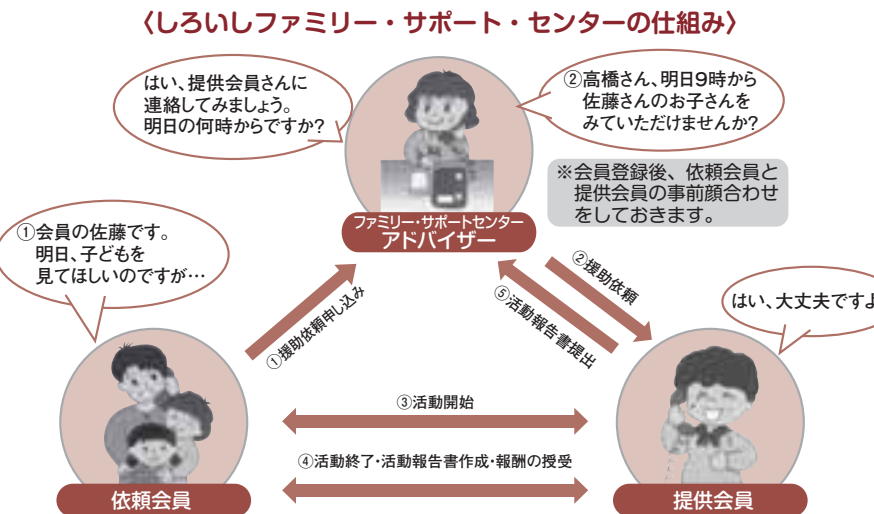 〈しろいしファミリー・サポート・センターの仕組み〉
はい、提供会員さんに
連絡してみましょう。
明日の何時からですか?
②高橋さん、明日9時から
佐藤さんのお子さんを
みていただけませんか?
※会員登録後、依頼会員と
提供会員の事前顔合わせ
をしておきます。
ファミリー・サポートセンター
アドバイザー
①会員の佐藤です。
明日、子どもを
見てほしいのですが…
①援助依頼申し込み
②援助依頼
⑤活動報告書提出
はい、大丈夫ですよ
③活動開始
④活動終了・活動報告書作成・報酬の授受
依頼会員
提供会員